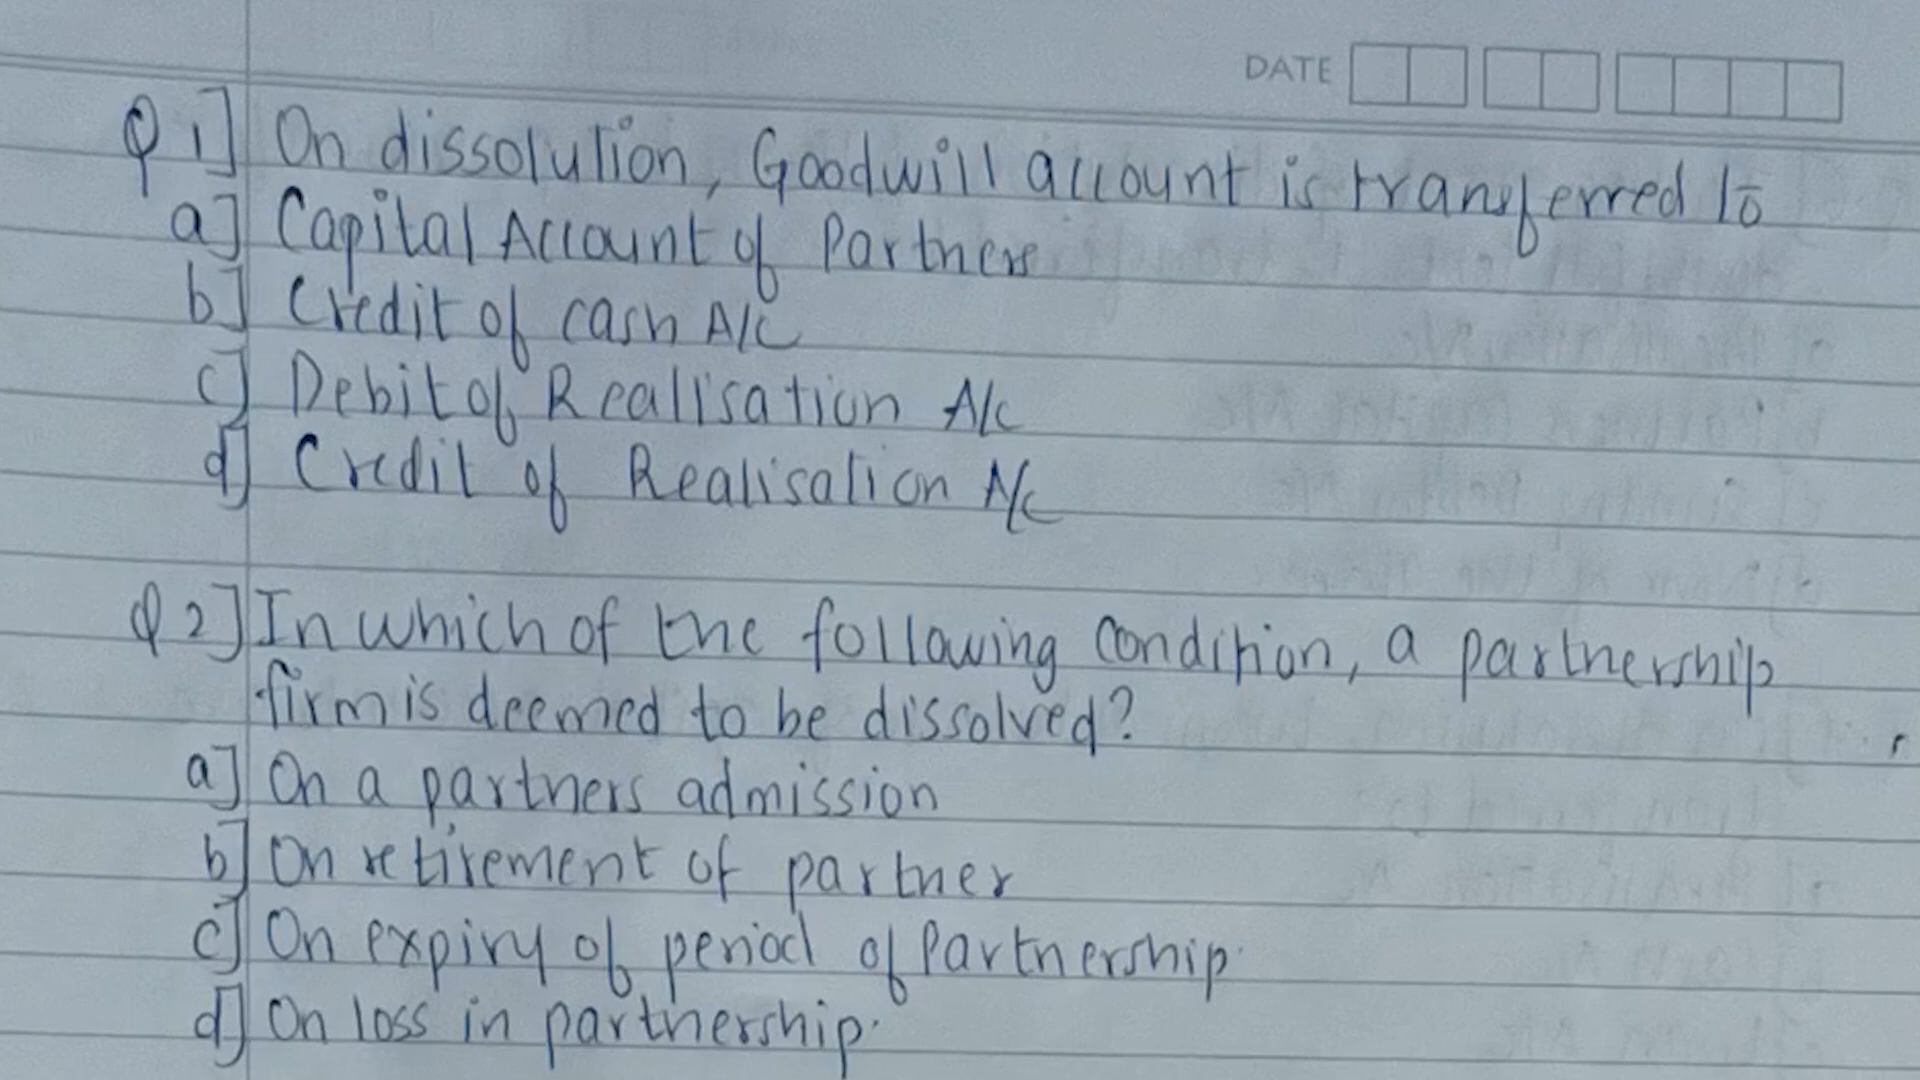 DATE
Q 1] On dissolution, Goodwill account is transferred to
a] Capital Account of Partners
b] Credit of cash A/c
c] Debit of Realisation A/c
d] Credit of Realisation A/c
Q 2] In which of the following condition, a partnership
firm is deemed to be dissolved?
a] On a partners admission
b] On retirement of partner
c] On expiry of period of Partnership.
d] On loss in partnership.